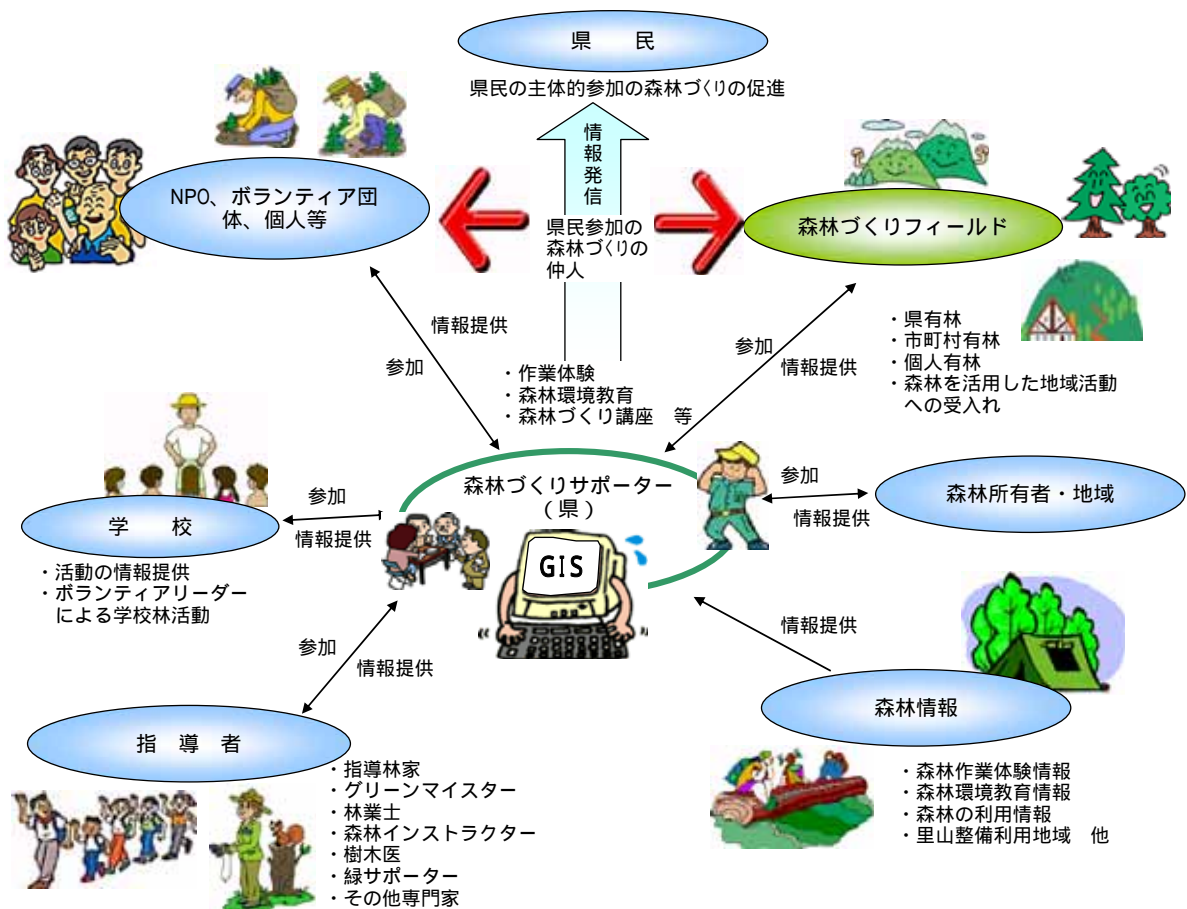 県　民
県民の主体的参加の森林づくりの促進
情報発信
県民参加の
森林づくりの
仲人
NPO、ボランティア団
体、個人等
森林づくりフィールド
・県有林
・市町村有林
・個人有林
・森林を活用した地域活動
への受入れ
情報提供
参加
参加
情報提供
・作業体験
・森林環境教育
・森林づくり講座　等
森林づくりサポーター
（県）
GIS
参加
情報提供
学　校
・活動の情報提供
・ボランティアリーダー
による学校林活動
参加
情報提供
森林所有者・地域
参加
情報提供
指　導　者
・指導林家
・グリーンマイスター
・林業士
・森林インストラクター
・樹木医
・緑サポーター
・その他専門家
情報提供
森林情報
・森林作業体験情報
・森林環境教育情報
・森林の利用情報
・里山整備利用地域　他